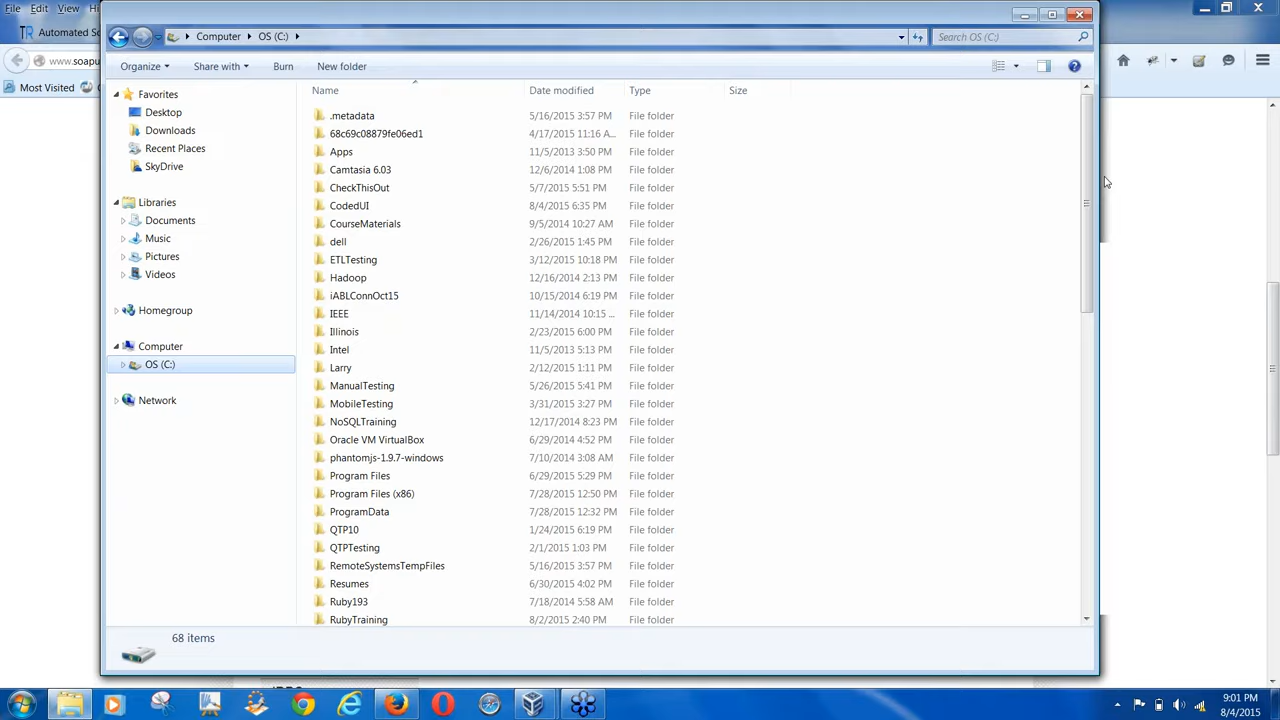 File Edit View H
Automated So
www.soapu
Most Visited
Computer OS (C:)
Search OS (C:)
Organize Share with Burn New folder
Name Date modified Type Size
Favorites
Desktop
Downloads
Recent Places
SkyDrive
Libraries
Documents
Music
Pictures
Videos
Homegroup
Computer
OS (C:)
Network
.metadata 5/16/2015 3:57 PM File folder
68c69c08879fe06ed1 4/17/2015 11:16 A... File folder
Apps 11/5/2013 3:50 PM File folder
Camtasia 6.03 12/6/2014 1:08 PM File folder
CheckThisOut 5/7/2015 5:51 PM File folder
CodedUI 8/4/2015 6:35 PM File folder
CourseMaterials 9/5/2014 10:27 AM File folder
dell 2/26/2015 1:45 PM File folder
ETLTesting 3/12/2015 10:18 PM File folder
Hadoop 12/16/2014 2:13 PM File folder
iABLConnOct15 10/15/2014 6:19 PM File folder
IEEE 11/14/2014 10:15 ... File folder
Illinois 2/23/2015 6:00 PM File folder
Intel 11/5/2013 5:13 PM File folder
Larry 2/12/2015 1:11 PM File folder
ManualTesting 5/26/2015 5:41 PM File folder
MobileTesting 3/31/2015 3:27 PM File folder
NoSQLTraining 12/17/2014 8:23 PM File folder
Oracle VM VirtualBox 6/29/2014 4:52 PM File folder
phantomjs-1.9.7-windows 7/10/2014 3:08 AM File folder
Program Files 6/29/2015 5:29 PM File folder
Program Files (x86) 7/28/2015 12:50 PM File folder
ProgramData 7/28/2015 12:32 PM File folder
QTP10 1/24/2015 6:19 PM File folder
QTPTesting 2/1/2015 1:03 PM File folder
RemoteSystemsTempFiles 5/16/2015 3:57 PM File folder
Resumes 6/30/2015 4:02 PM File folder
Ruby193 7/18/2014 5:58 AM File folder
RubyTraining 8/2/2015 2:40 PM File folder
68 items
9:01 PM
8/4/2015